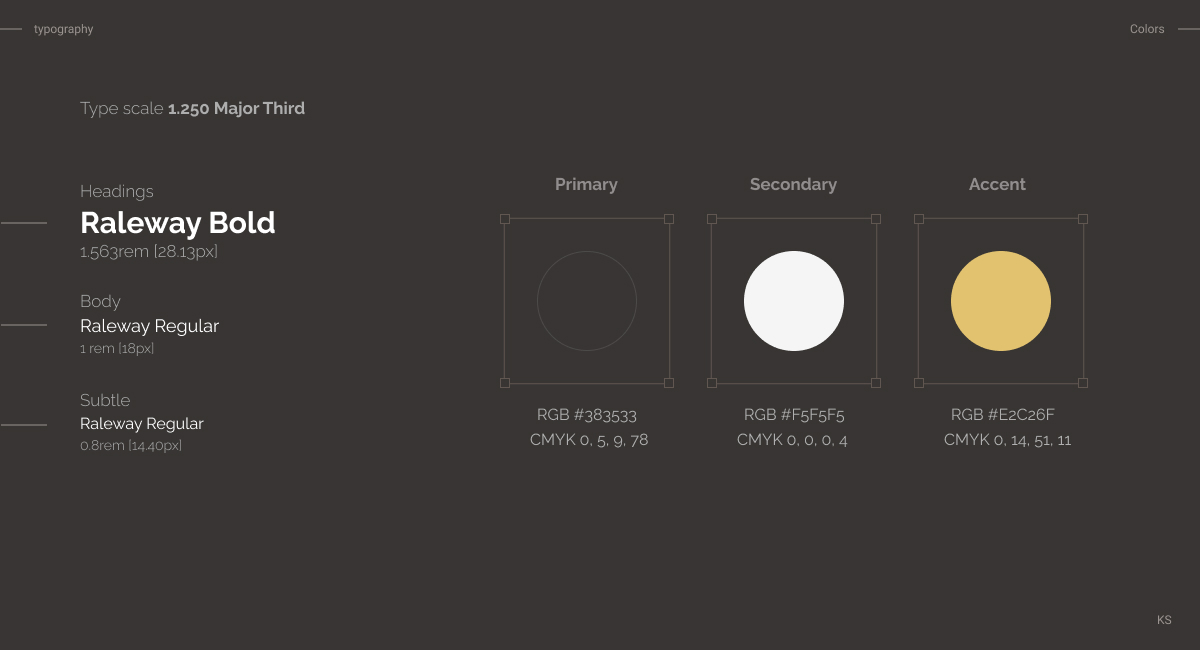 typography
Colors
Type scale 1.250 Major Third
Headings
Raleway Bold
1.563rem [28.13px]
Body
Raleway Regular
1 rem [18px]
Subtle
Raleway Regular
0.8rem [14.40px]
Primary
Secondary
Accent
RGB #383533
CMYK 0, 5, 9, 78
RGB #F5F5F5
CMYK 0, 0, 0, 4
RGB #E2C26F
CMYK 0, 14, 51, 11
KS